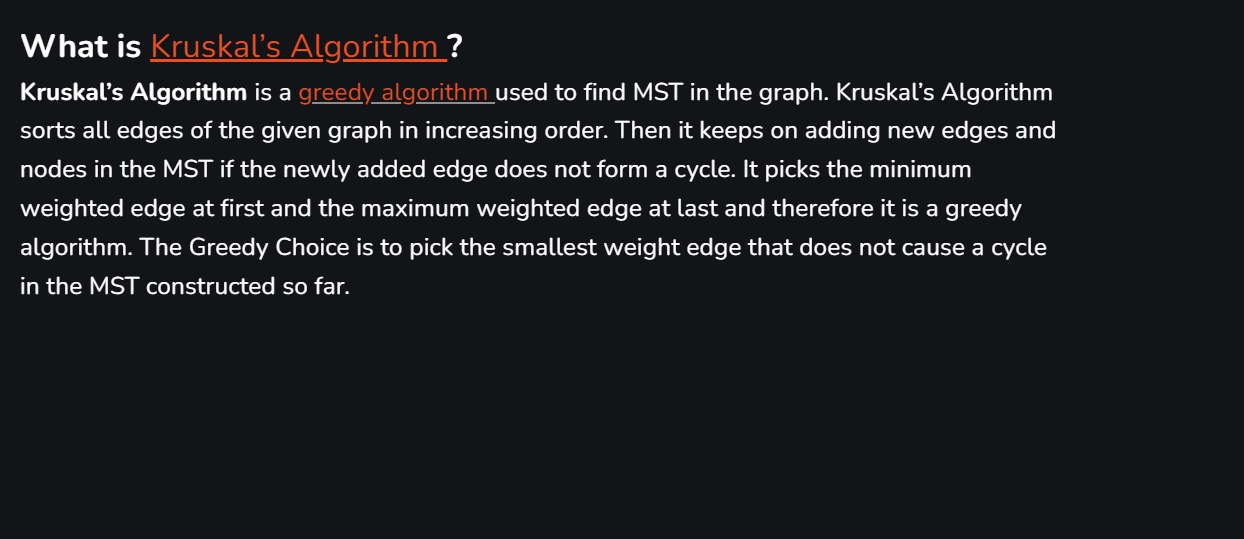 What is Kruskal’s Algorithm ?
Kruskal’s Algorithm is a greedy algorithm used to find MST in the graph. Kruskal’s Algorithm
sorts all edges of the given graph in increasing order. Then it keeps on adding new edges and
nodes in the MST if the newly added edge does not form a cycle. It picks the minimum
weighted edge at first and the maximum weighted edge at last and therefore it is a greedy
algorithm. The Greedy Choice is to pick the smallest weight edge that does not cause a cycle
in the MST constructed so far.